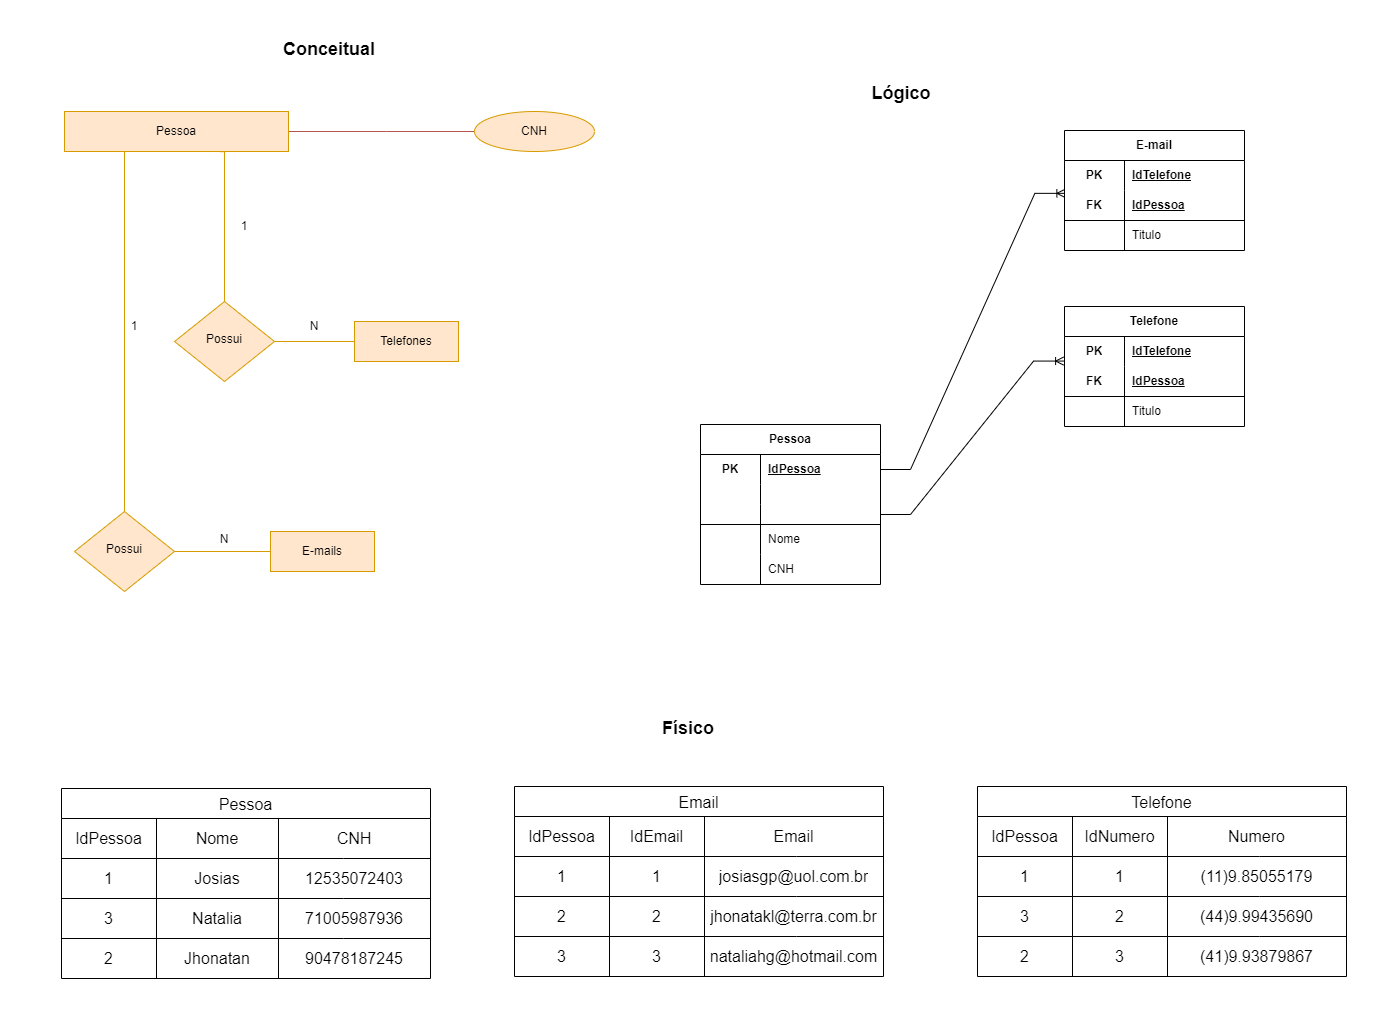 Conceitual
Pessoa
CNH
1
1
Possui
N
Telefones
Possui
N
E-mails
Lógico
E-mail
PK IdTelefone
FK IdPessoa
Titulo
Telefone
PK IdTelefone
FK IdPessoa
Titulo
Pessoa
PK IdPessoa
Nome
CNH
Físico
Pessoa
IdPessoa Nome CNH
1 Josias 12535072403
3 Natalia 71005987936
2 Jhonatan 90478187245
Email
IdPessoa IdEmail Email
1 1 josiasgp@uol.com.br
2 2 jhonatakl@terra.com.br
3 3 nataliahg@hotmail.com
Telefone
IdPessoa IdNumero Numero
1 1 (11)9.85055179
3 2 (44)9.99435690
2 3 (41)9.93879867